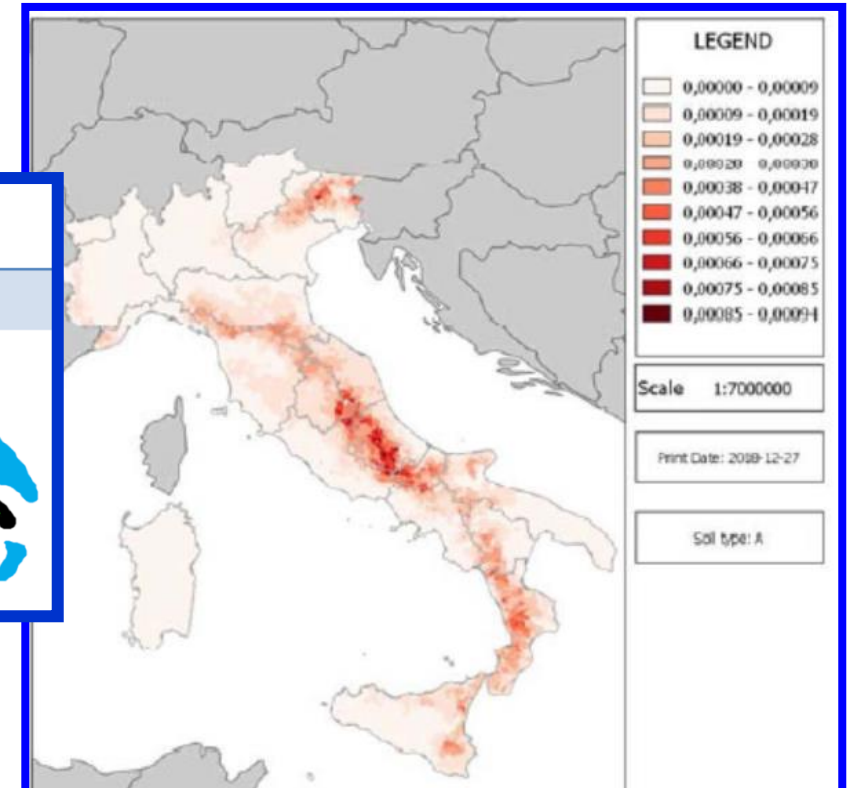 LEGEND
0,00000 - 0,00009
0,00009 - 0,00019
0,00019 - 0,00028
0,00038 - 0,00047
0,00047 - 0,00056
0,00056 - 0,00066
0,00066 - 0,00075
0,00075 - 0,00085
0,00085 - 0,00094
Scale 1:7000000
Print Date: 2018-12-27
Soil type: A